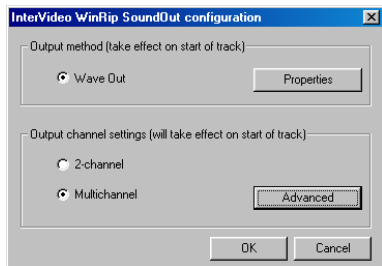 InterVideo WinRip SoundOut configuration
Output method (take effect on start of track)
Wave Out
Properties
Output channel settings (will take effect on start of track)
2-channel
Multichannel
Advanced
OK
Cancel